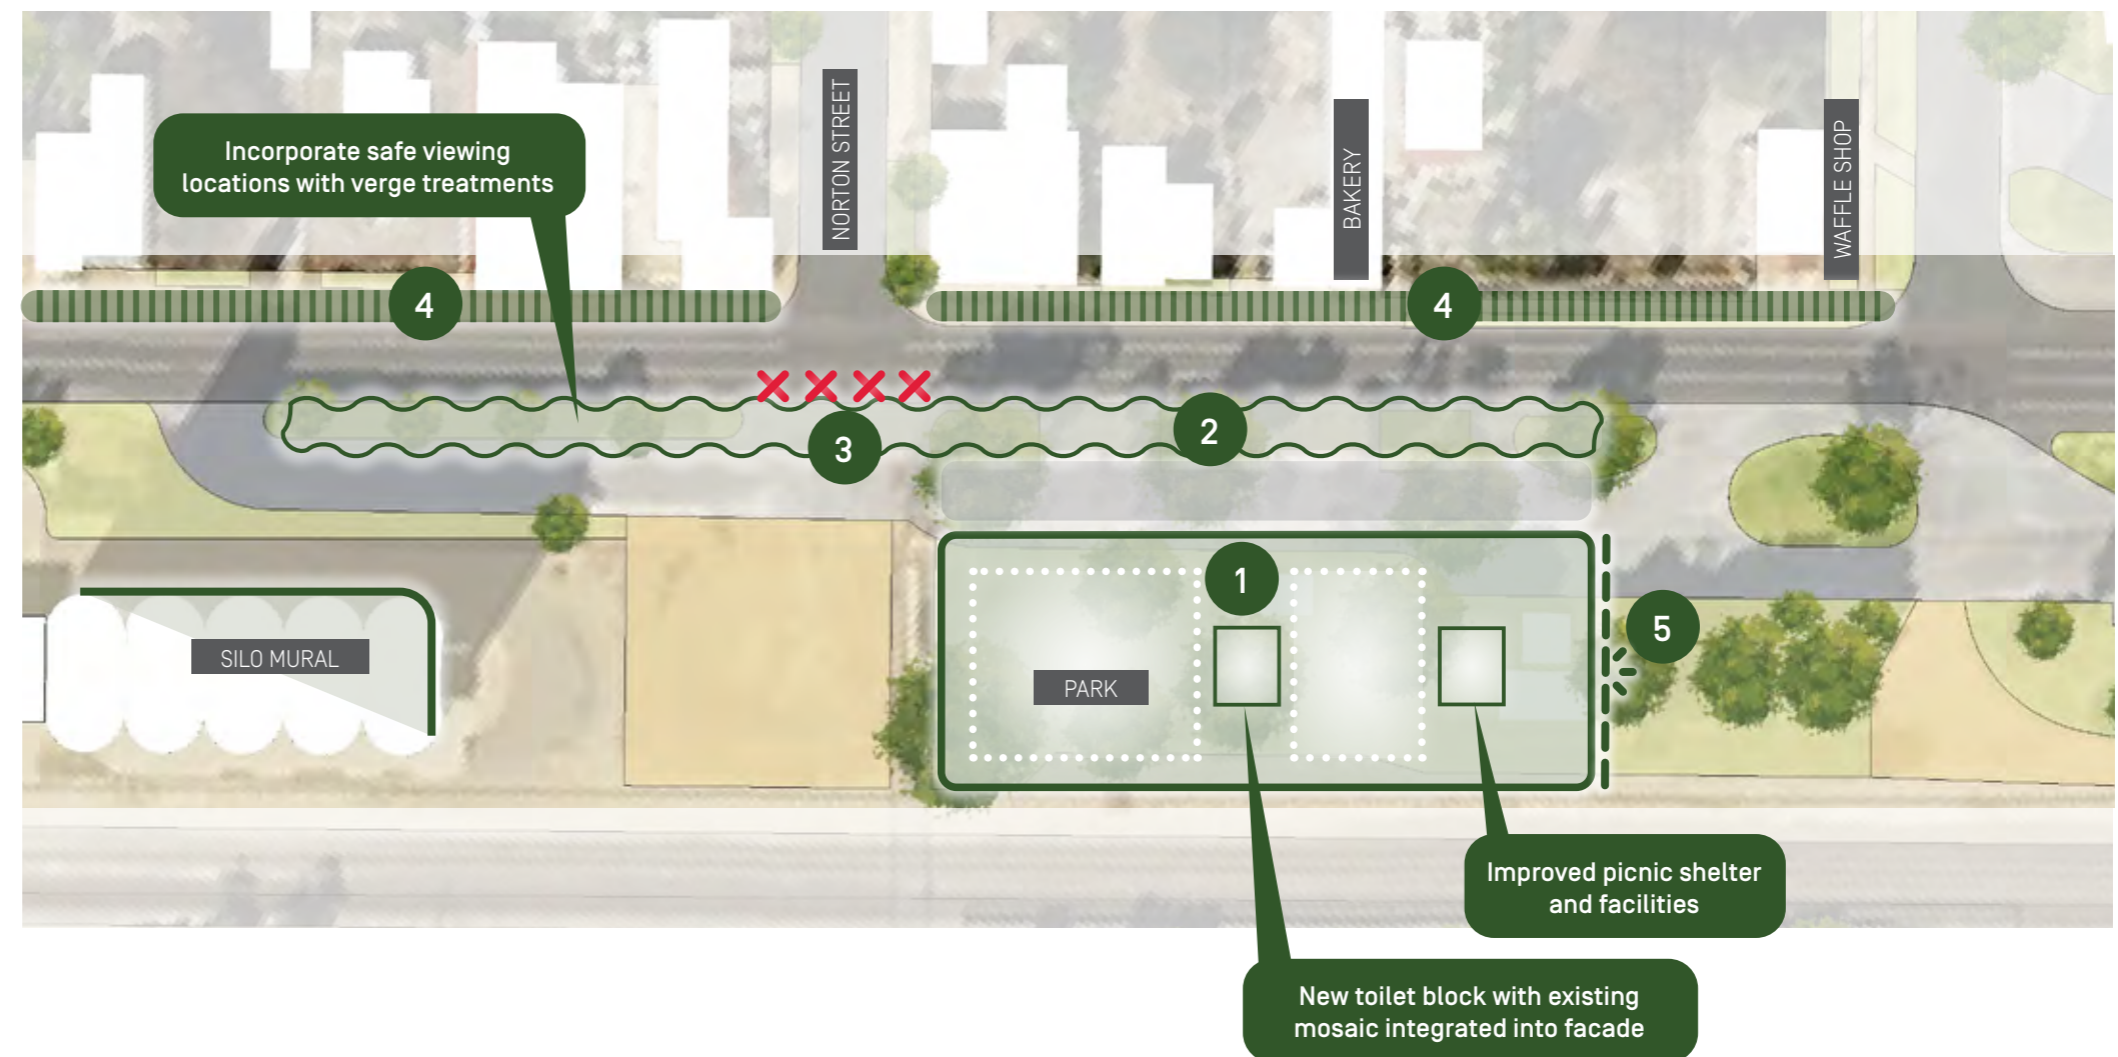 Incorporate safe viewing
locations with verge treatments
NORTON STREET
BAKERY
WAFFLE SHOP
4
4
3
2
1
5
SILO MURAL
PARK
Improved picnic shelter
and facilities
New toilet block with existing
mosaic integrated into facade